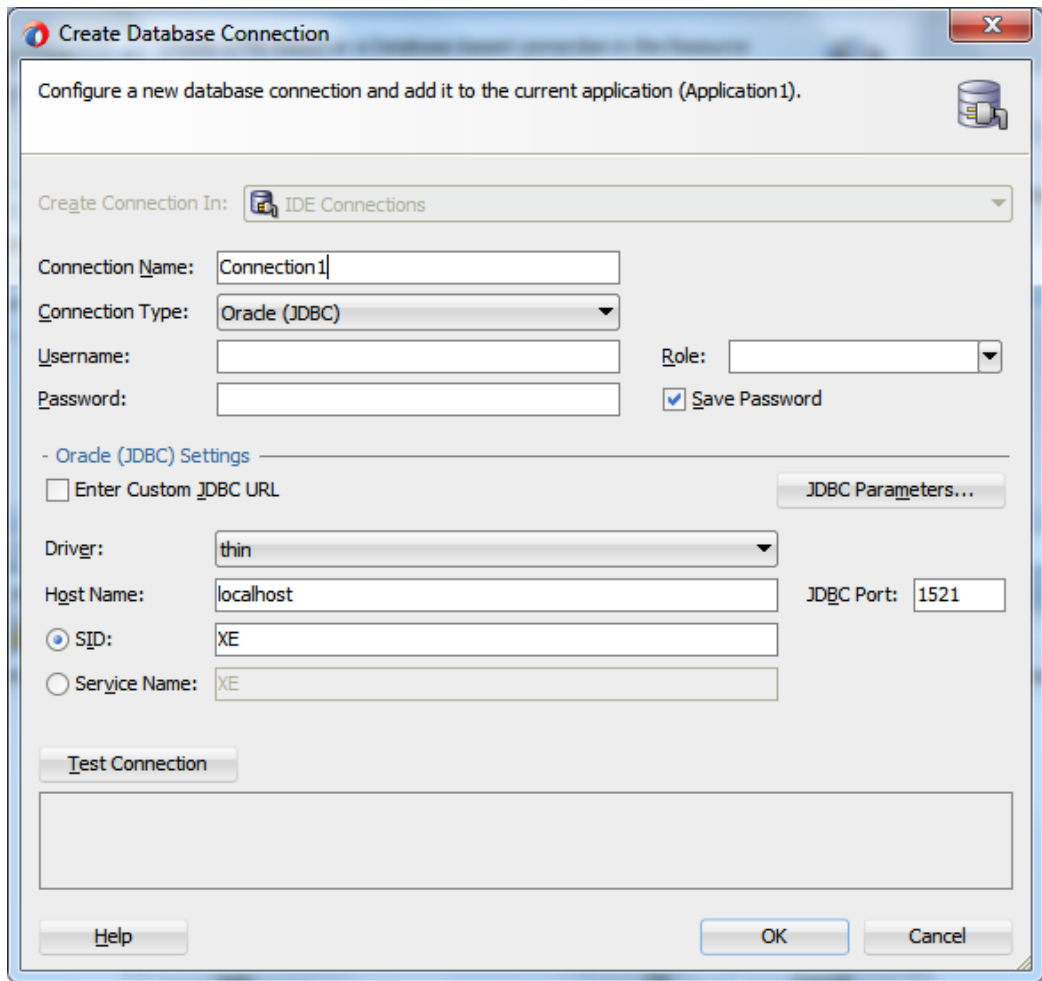 Create Database Connection
Configure a new database connection and add it to the current application (Application1).
Create Connection In: IDE Connections
Connection Name: Connection1
Connection Type: Oracle (JDBC)
Username: Role:
Password: Save Password
Oracle (JDBC) Settings
Enter Custom JDBC URL JDBC Parameters...
Driver: thin
Host Name: localhost JDBC Port: 1521
SID: XE
Service Name: XE
Test Connection
Help OK Cancel